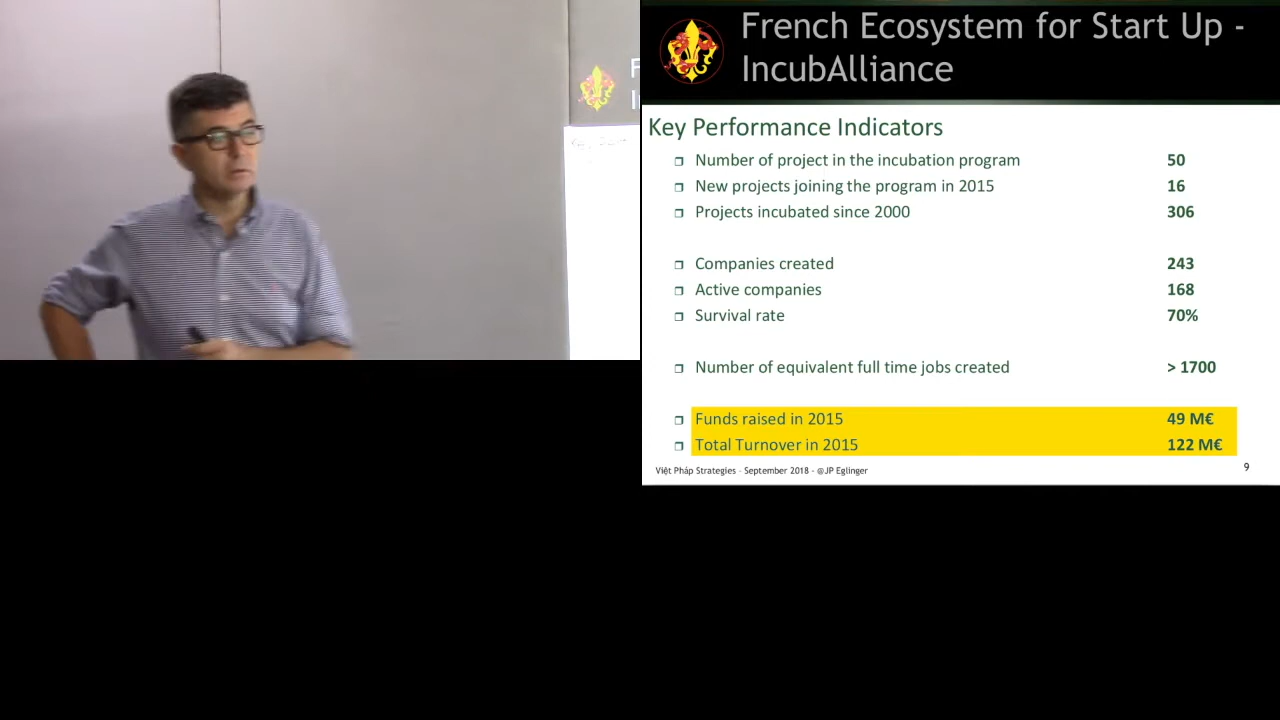 French Ecosystem for Start Up -
IncubAlliance
Key Performance Indicators
Number of project in the incubation program 50
New projects joining the program in 2015 16
Projects incubated since 2000 306
Companies created 243
Active companies 168
Survival rate 70%
Number of equivalent full time jobs created > 1700
Funds raised in 2015 49 M€
Total Turnover in 2015 122 M€
Việt Pháp Strategies - September 2018 - @JP Eglinger 9